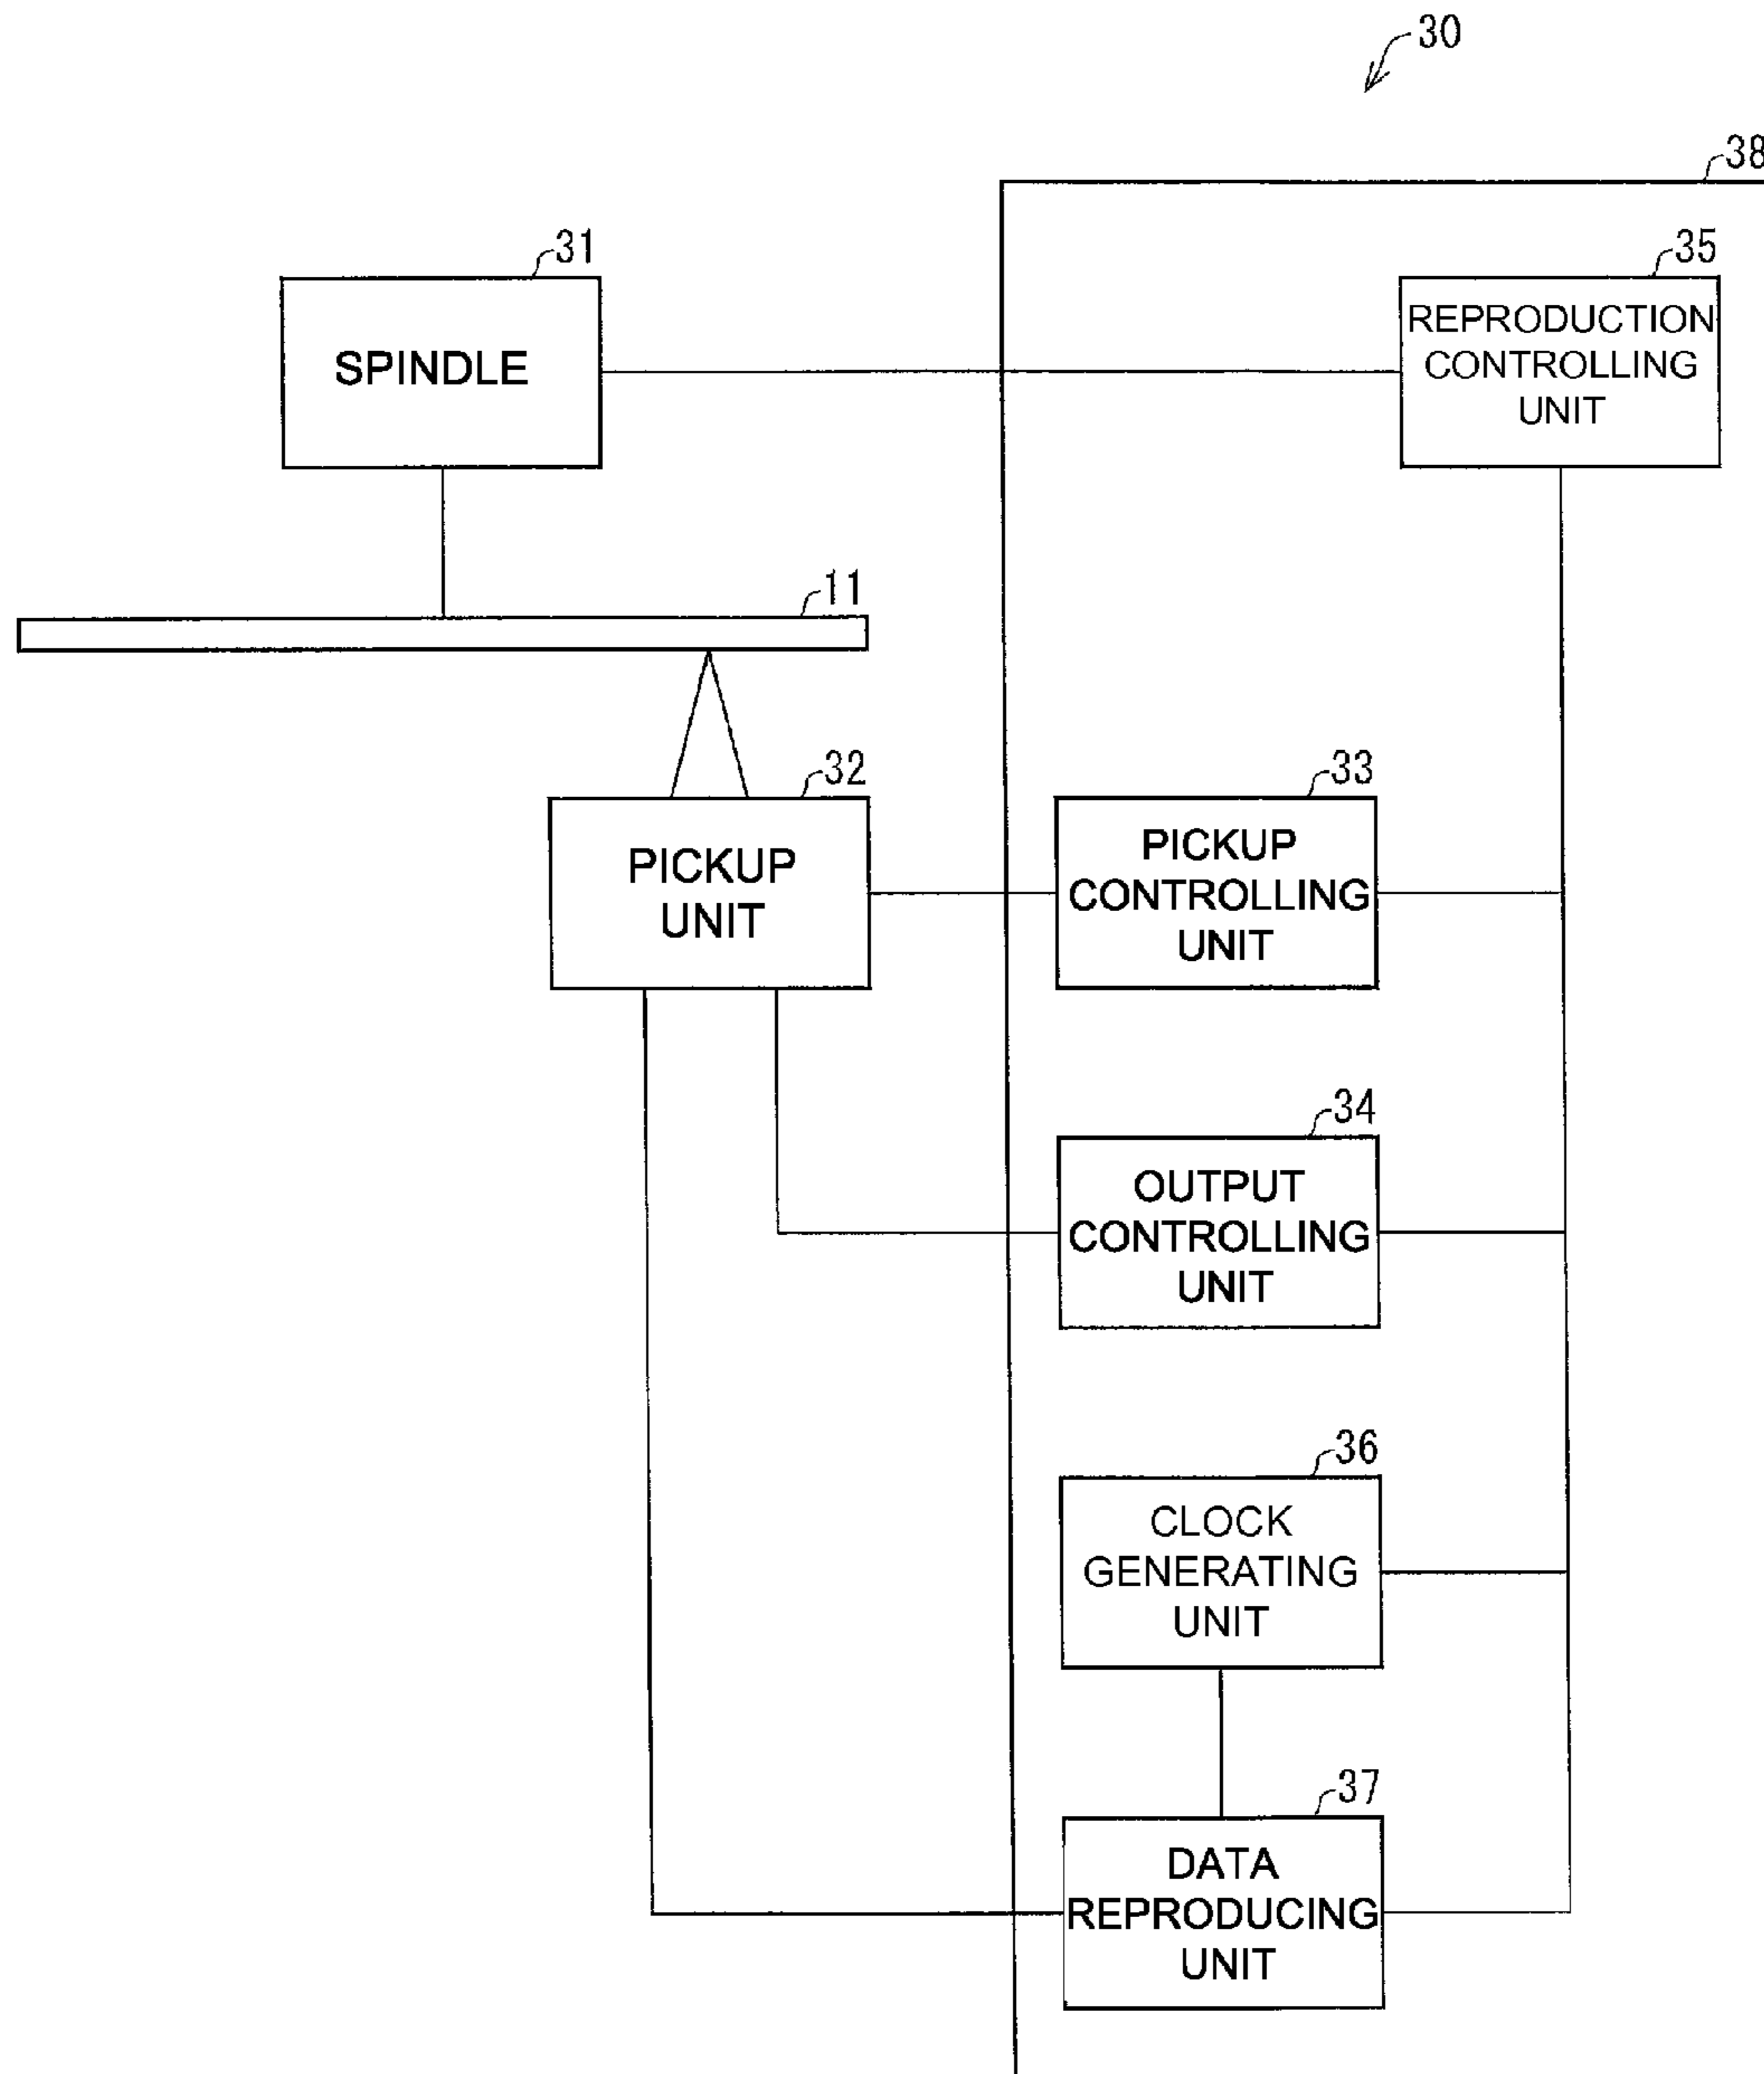 30
38
31
SPINDLE
35
REPRODUCTION
CONTROLLING
UNIT
11
32
PICKUP
UNIT
33
PICKUP
CONTROLLING
UNIT
34
OUTPUT
CONTROLLING
UNIT
36
CLOCK
GENERATING
UNIT
37
DATA
REPRODUCING
UNIT